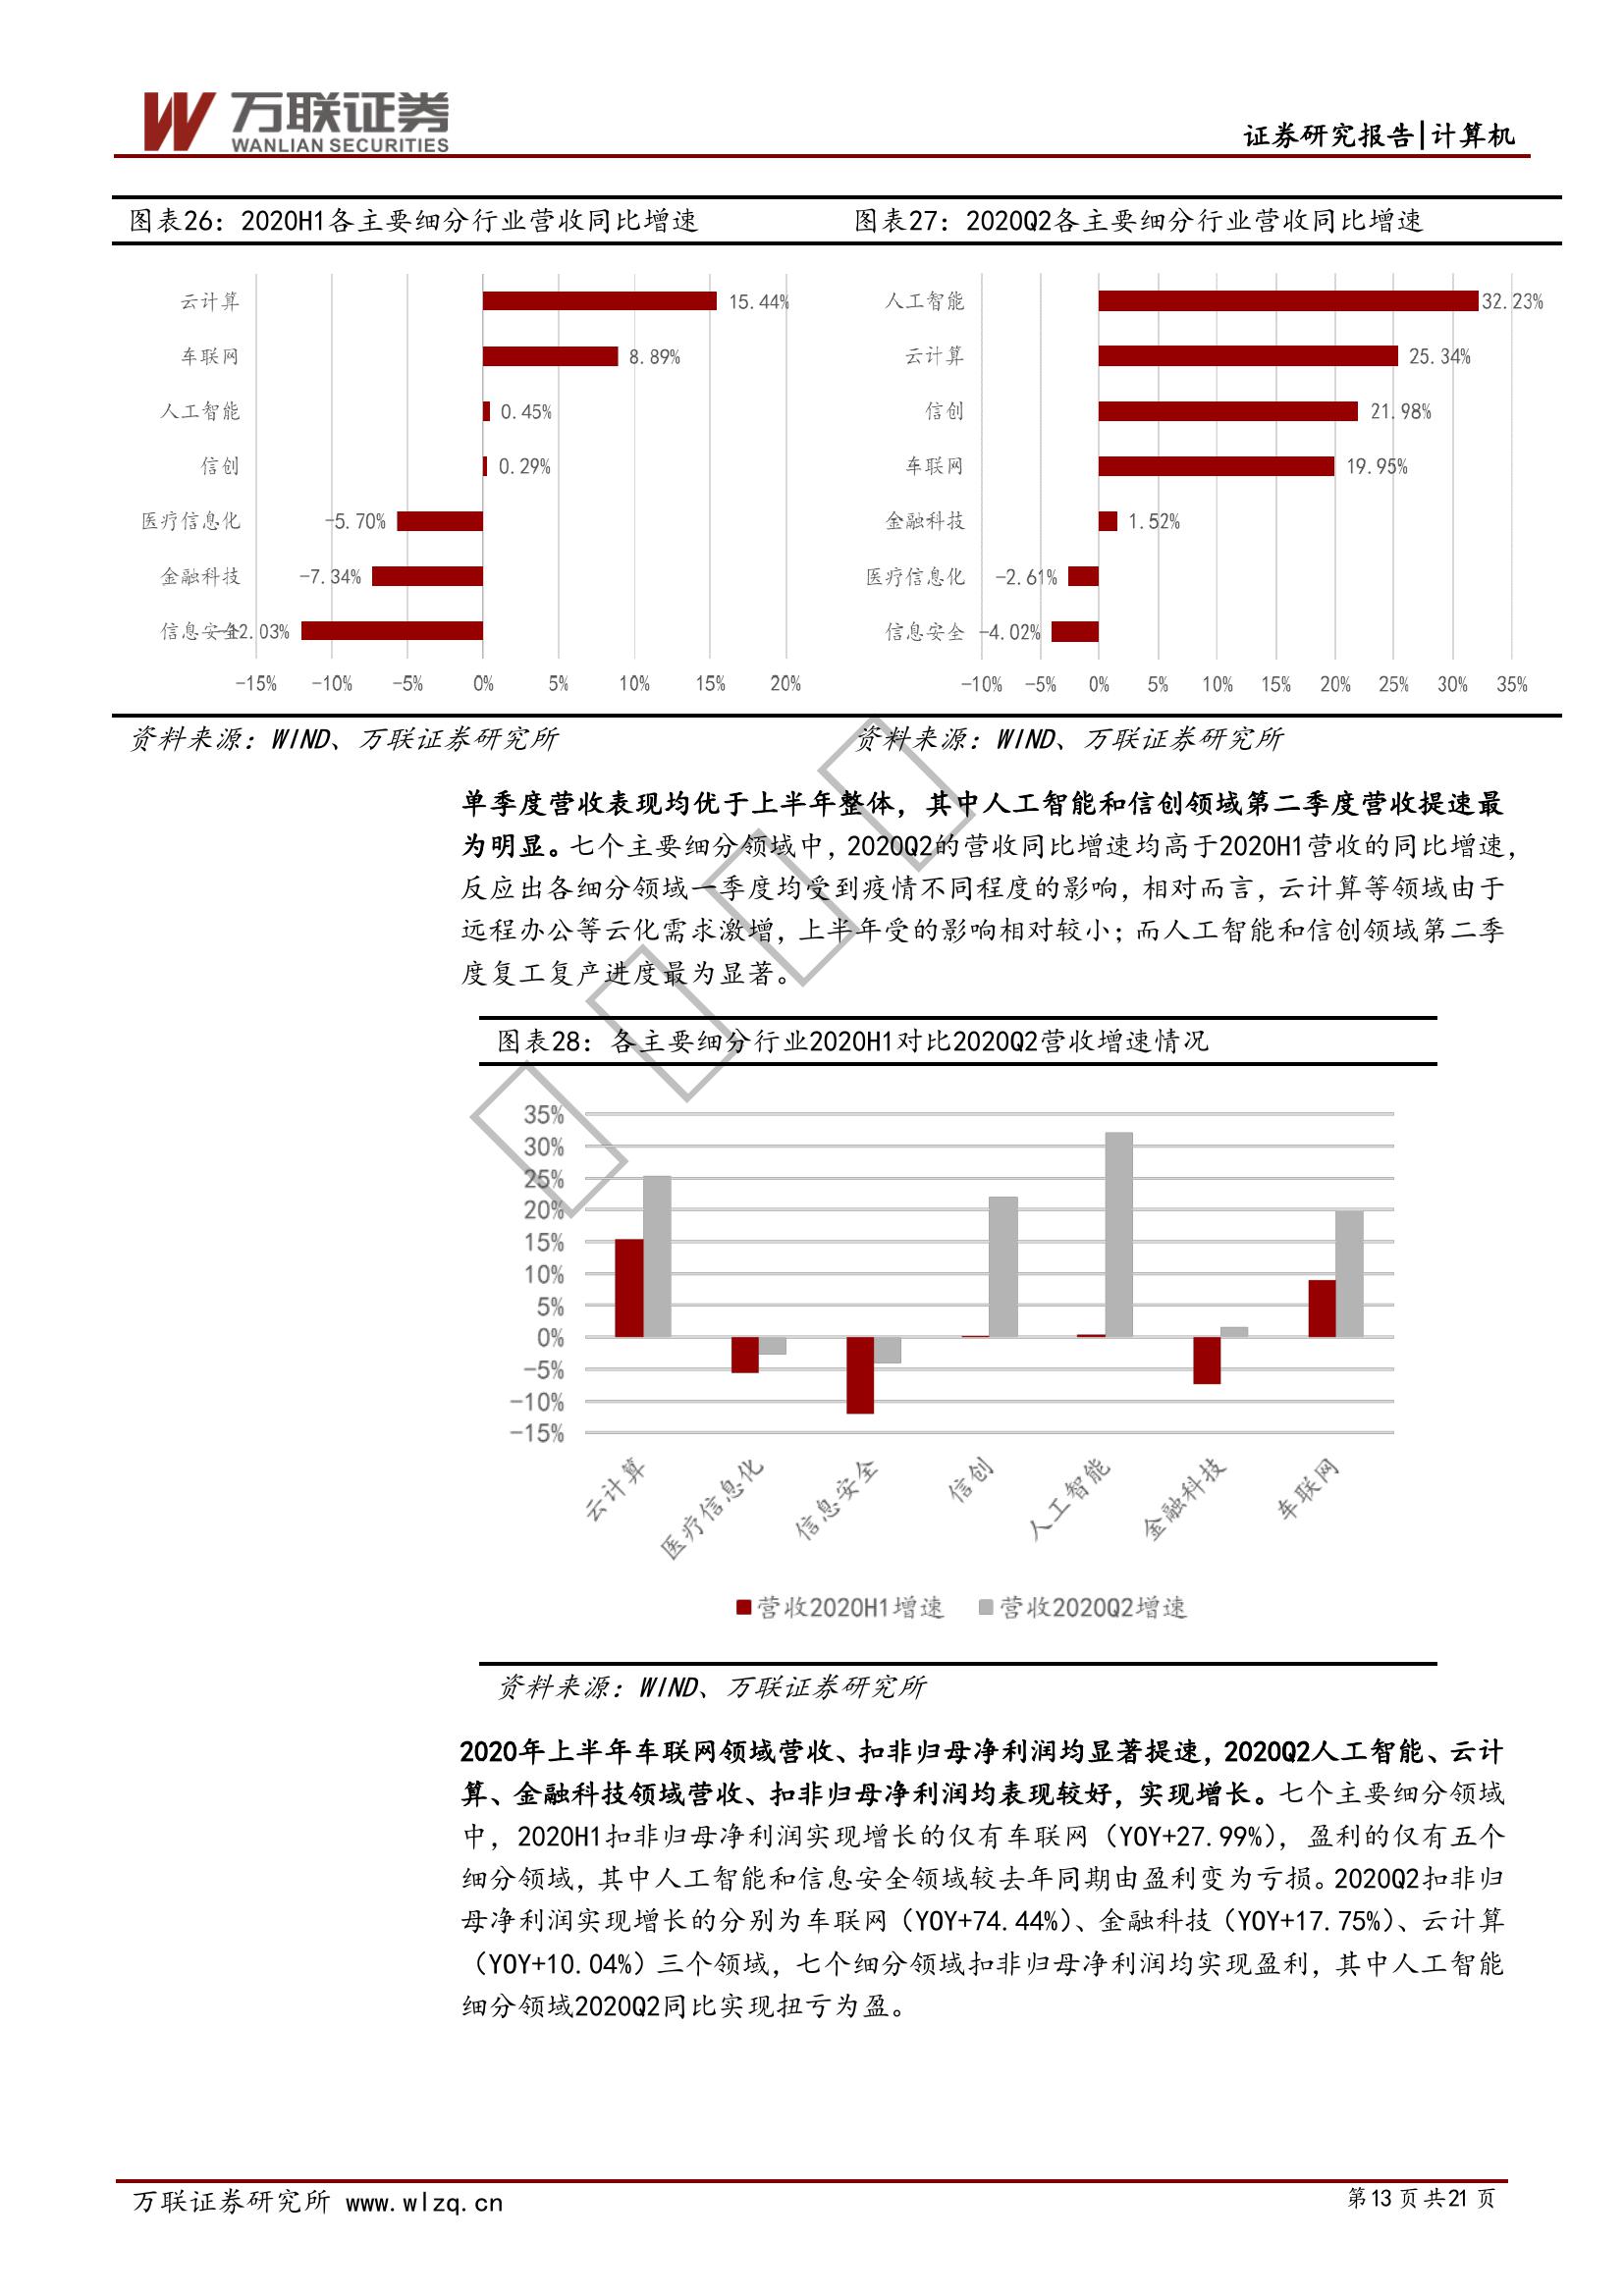 万联证券
WANLIAN SECURITIES
证券研究报告|计算机
图表26：2020H1各主要细分行业营收同比增速
云计算 15.44%
车联网 8.89%
人工智能 0.45%
信创 0.29%
医疗信息化 -5.70%
金融科技 -7.34%
信息安全 -12.03%
-15% -10% -5% 0% 5% 10% 15% 20%
资料来源：WIND、万联证券研究所
图表27：2020Q2各主要细分行业营收同比增速
人工智能 32.23%
云计算 25.34%
信创 21.98%
车联网 19.95%
金融科技 1.52%
医疗信息化 -2.61%
信息安全 -4.02%
-10% -5% 0% 5% 10% 15% 20% 25% 30% 35%
资料来源：WIND、万联证券研究所
单季度营收表现均优于上半年整体，其中人工智能和信创领域第二季度营收提速最
为明显。七个主要细分领域中，2020Q2的营收同比增速均高于2020H1营收的同比增速，
反应出各细分领域一季度均受到疫情不同程度的影响，相对而言，云计算等领域由于
远程办公等云化需求激增，上半年受的影响相对较小；而人工智能和信创领域第二季
度复工复产进度最为显著。
图表28：各主要细分行业2020H1对比2020Q2营收增速情况
35%
30%
25%
20%
15%
10%
5%
0%
-5%
-10%
-15%
云计算 医疗信息化 信息安全 信创 人工智能 金融科技 车联网
营收2020H1增速 营收2020Q2增速
资料来源：WIND、万联证券研究所
2020年上半年车联网领域营收、扣非归母净利润均显著提速，2020Q2人工智能、云计
算、金融科技领域营收、扣非归母净利润均表现较好，实现增长。七个主要细分领域
中，2020H1扣非归母净利润实现增长的仅有车联网（YOY+27.99%），盈利的仅有五个
细分领域，其中人工智能和信息安全领域较去年同期由盈利变为亏损。2020Q2扣非归
母净利润实现增长的分别为车联网（YOY+74.44%）、金融科技（YOY+17.75%）、云计算
（YOY+10.04%）三个领域，七个细分领域扣非归母净利润均实现盈利，其中人工智能
细分领域2020Q2同比实现扭亏为盈。
万联证券研究所 www.wlzq.cn
第13页共21页